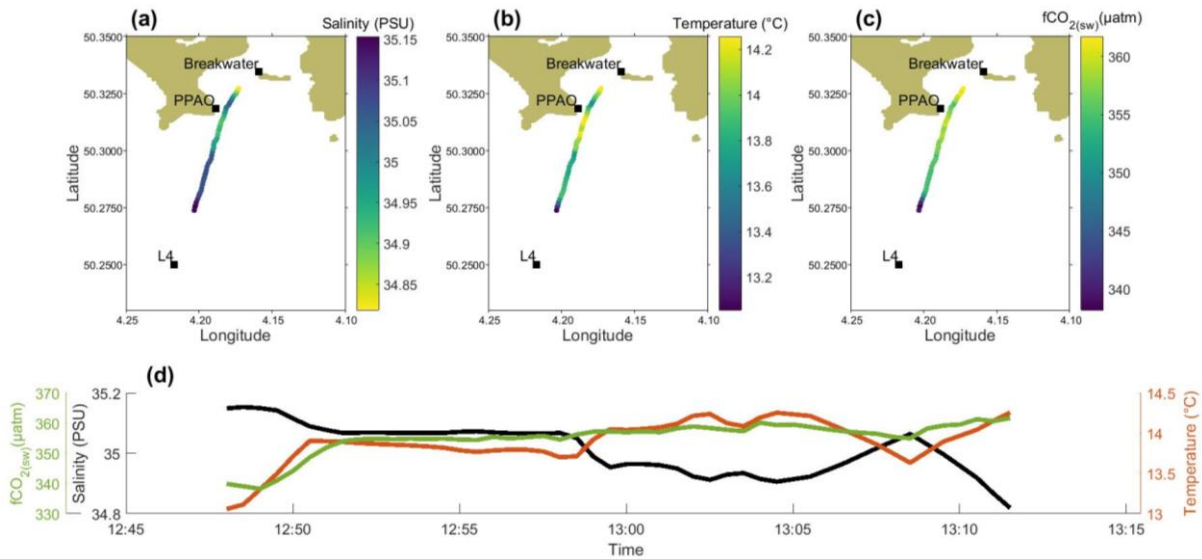 (a)
Salinity (PSU)
50.3500
50.3250
50.3000
50.2750
50.2500
Latitude
Breakwater
PPAO
L4
4.25
4.20
4.15
4.10
Longitude
35.15
35.1
35.05
35
34.95
34.9
34.85
(b)
Temperature (°C)
50.3500
50.3250
50.3000
50.2750
50.2500
Latitude
Breakwater
PPAO
L4
4.25
4.20
4.15
4.10
Longitude
14.2
14
13.8
13.6
13.4
13.2
(c)
fCO2(sw)(µatm)
50.3500
50.3250
50.3000
50.2750
50.2500
Latitude
Breakwater
PPAO
L4
4.25
4.20
4.15
4.10
Longitude
360
355
350
345
340
(d)
370
360
350
340
330
fCO2(sw)(µatm)
35.2
35
34.8
Salinity (PSU)
14.5
14
13.5
13
Temperature (°C)
12:45
12:50
12:55
13:00
13:05
13:10
13:15
Time